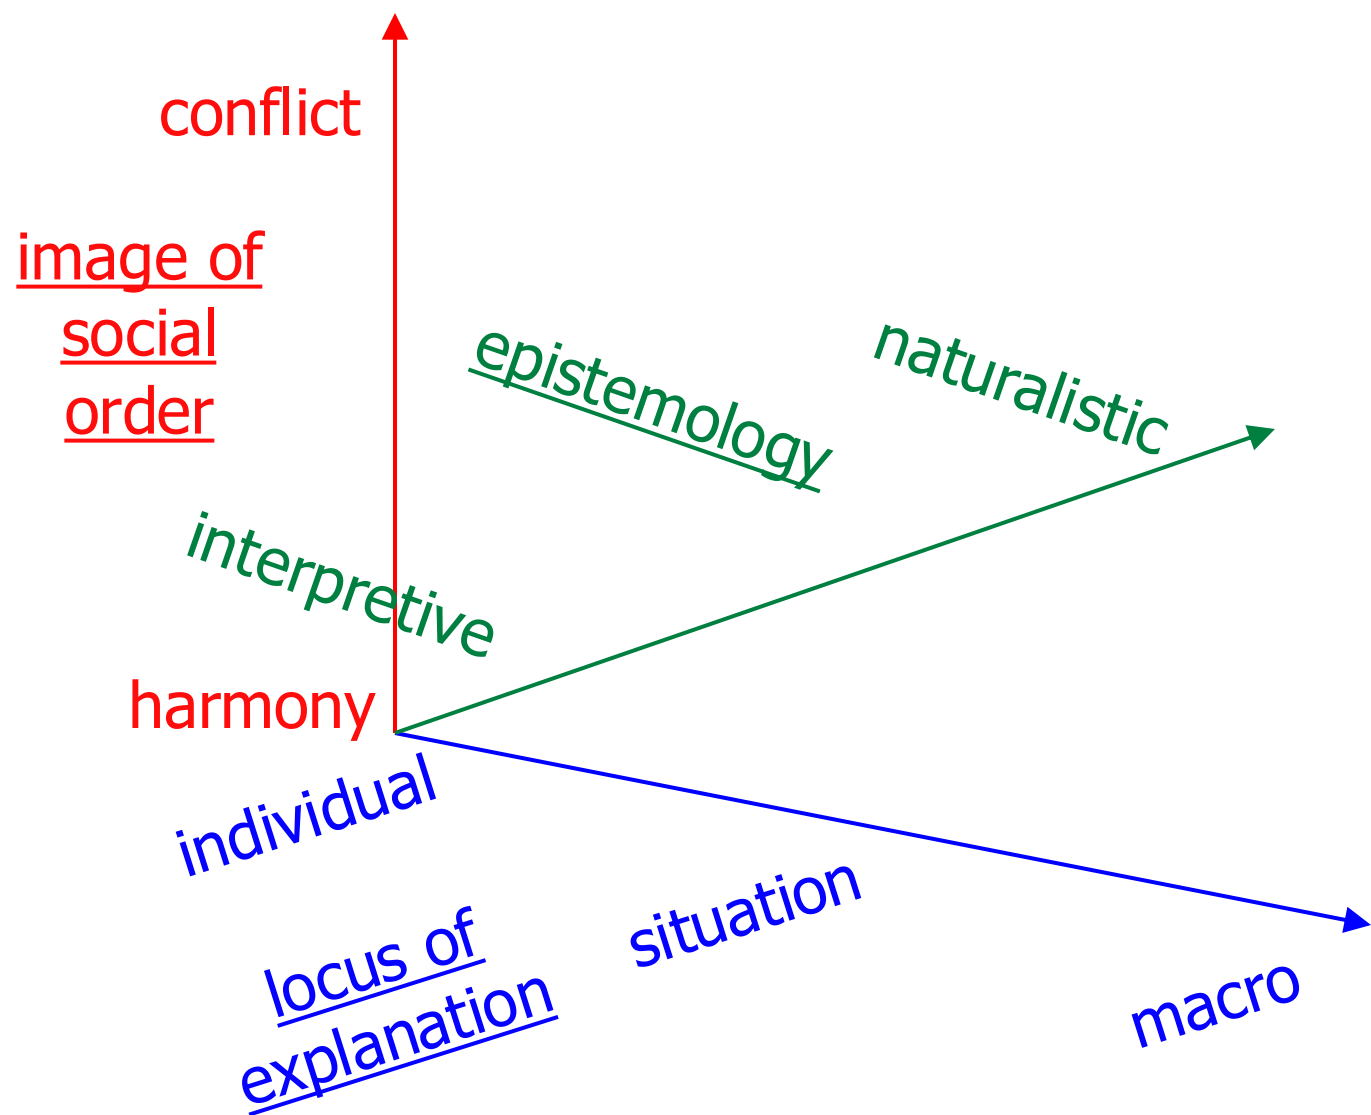 conflict
image of
social
order
epistemology
naturalistic
interpretive
harmony
individual
situation
locus of
explanation
macro